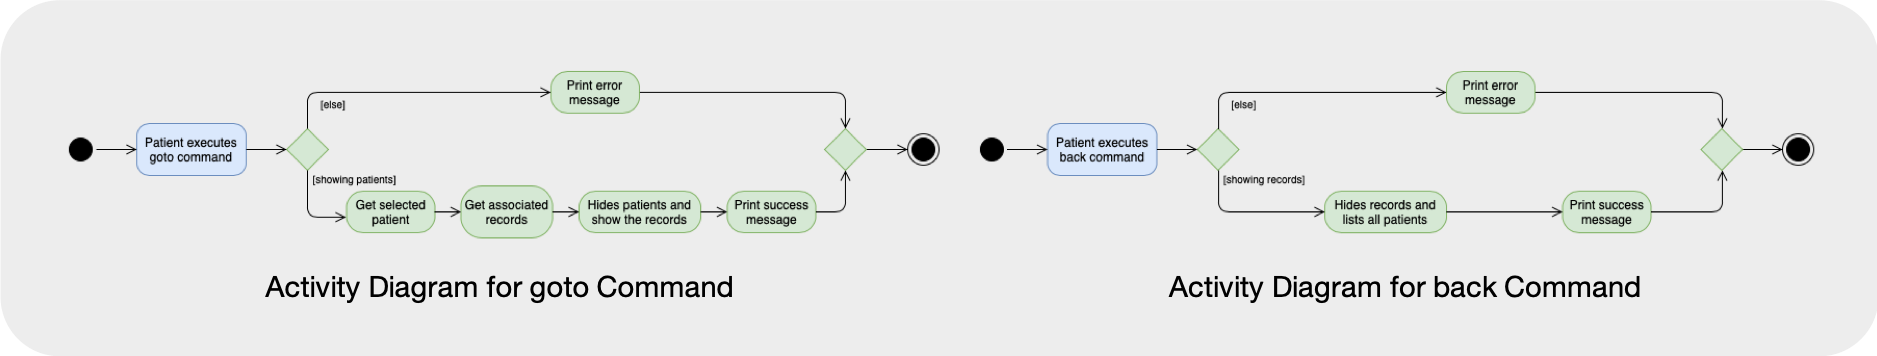 Print error
message
[else]
Patient executes
goto command
[showing patients]
Get selected
patient
Get associated
records
Hides patients and
show the records
Print success
message
Activity Diagram for goto Command
Print error
message
[else]
Patient executes
back command
[showing records]
Hides records and
lists all patients
Print success
message
Activity Diagram for back Command